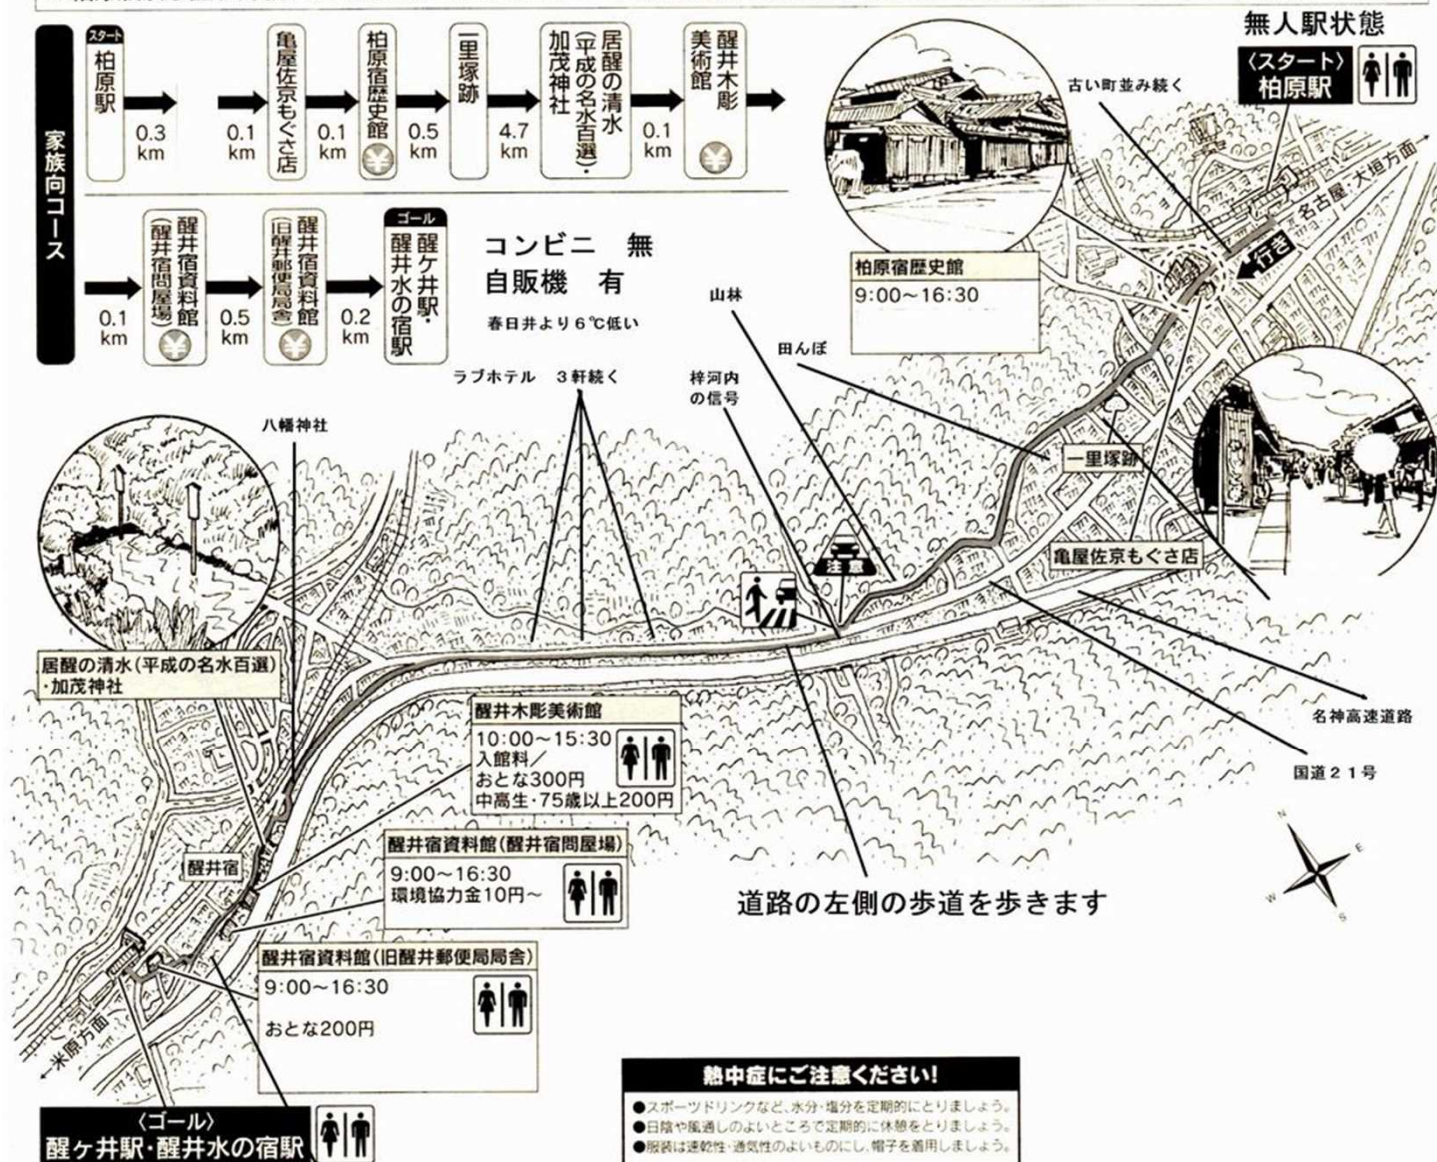 家族向コース
スタート
柏原駅
0.3km
0.1km
亀屋佐京もぐさ店
0.1km
柏原宿歴史館
¥
0.5km
一里塚跡
4.7km
居醒の清水
(平成の名水百選)・
加茂神社
0.1km
醒井木彫
美術館
¥
0.1km
醒井宿資料館
(醒井宿問屋場)
¥
0.5km
醒井宿資料館
(旧醒井郵便局局舎)
¥
0.2km
ゴール
醒ケ井駅・
醒井水の宿駅
コンビニ 無
自販機 有
春日井より6℃低い
無人駅状態
〈スタート〉
柏原駅
古い町並み続く
名古屋・大垣方面
行き
柏原宿歴史館
9:00〜16:30
山林
田んぼ
ラブホテル 3軒続く
梓河内
の信号
八幡神社
一里塚跡
亀屋佐京もぐさ店
注意
居醒の清水(平成の名水百選)
・加茂神社
名神高速道路
国道21号
醒井木彫美術館
10:00〜15:30
入館料/
おとな300円
中高生・75歳以上200円
醒井宿
醒井宿資料館(醒井宿問屋場)
9:00〜16:30
環境協力金10円〜
道路の左側の歩道を歩きます
N
E
W
S
醒井宿資料館(旧醒井郵便局局舎)
9:00〜16:30
おとな200円
米原方面
〈ゴール〉
醒ヶ井駅・醒井水の宿駅
熱中症にご注意ください!
●スポーツドリンクなど、水分・塩分を定期的にとりましょう。
●日陰や風通しのよいところで定期的に休憩をとりましょう。
●服装は速乾性・通気性のよいものにし、帽子を着用しましょう。